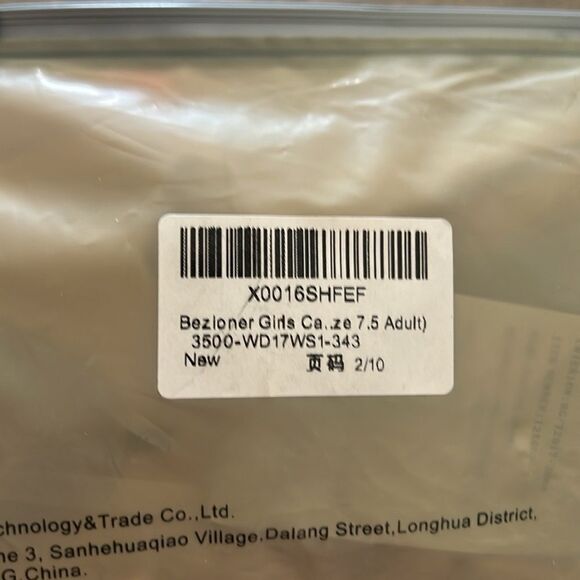 X0016SHFEF
Bezioner Girls Ca..ze 7.5 Adult)
3500-WD17WS1-343
New 页码 2/10
chnology&Trade Co.,Ltd.
ne 3, Sanhehuaqiao Village,Dalang Street,Longhua District,
G,China.